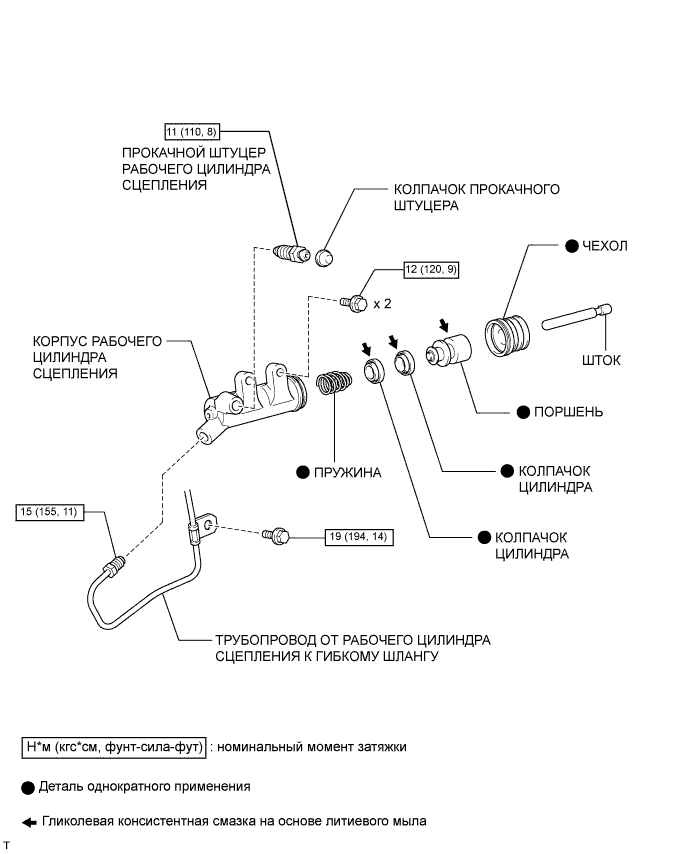 11 (110, 8)
ПРОКАЧНОЙ ШТУЦЕР
РАБОЧЕГО ЦИЛИНДРА
СЦЕПЛЕНИЯ
КОЛПАЧОК ПРОКАЧНОГО
ШТУЦЕРА
ЧЕХОЛ
12 (120, 9)
x 2
КОРПУС РАБОЧЕГО
ЦИЛИНДРА
СЦЕПЛЕНИЯ
ШТОК
ПОРШЕНЬ
ПРУЖИНА
КОЛПАЧОК
ЦИЛИНДРА
15 (155, 11)
19 (194, 14)
КОЛПАЧОК
ЦИЛИНДРА
ТРУБОПРОВОД ОТ РАБОЧЕГО ЦИЛИНДРА
СЦЕПЛЕНИЯ К ГИБКОМУ ШЛАНГУ
Н*м (кгс*см, фунт-сила-фут) : номинальный момент затяжки
Деталь однократного применения
Гликолевая консистентная смазка на основе литиевого мыла
T